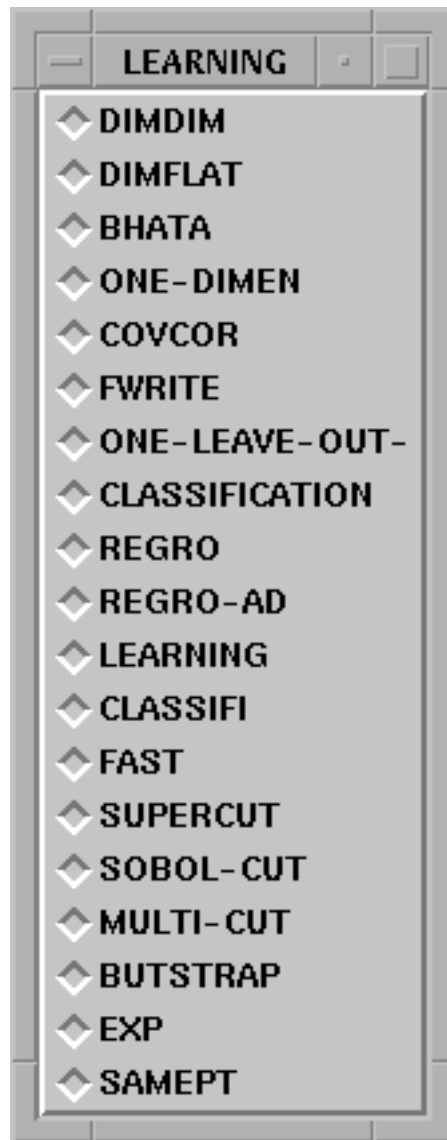 LEARNING
DIMDIM
DIMFLAT
BHATA
ONE-DIMEN
COVCOR
FWRITE
ONE-LEAVE-OUT-
CLASSIFICATION
REGRO
REGRO-AD
LEARNING
CLASSIFI
FAST
SUPERCUT
SOBOL-CUT
MULTI-CUT
BUTSTRAP
EXP
SAMEPT